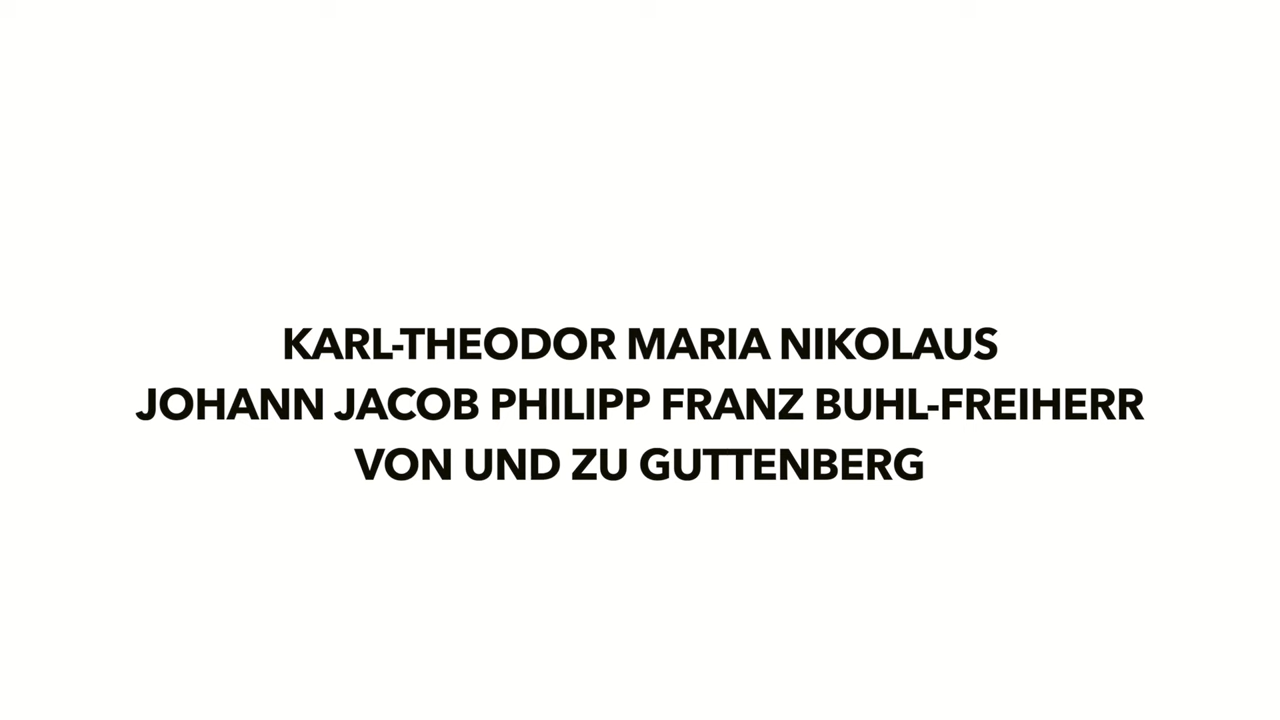 KARL-THEODOR MARIA NIKOLAUS
JOHANN JACOB PHILIPP FRANZ BUHL-FREIHERR
VON UND ZU GUTTENBERG